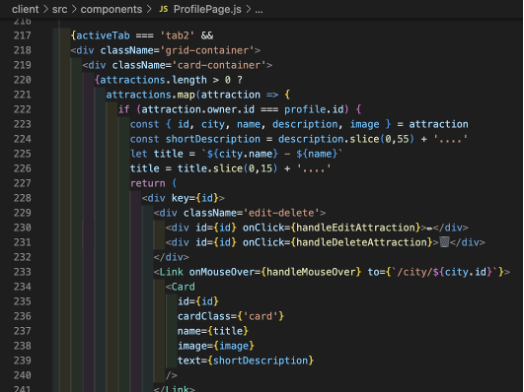 client > src > components > JS ProfilePage.js > ...
216
217 {activeTab === 'tab2' &&
218 <div className='grid-container'>
219 <div className='card-container'>
220 {attractions.length > 0 ?
221 attractions.map(attraction => {
222 if (attraction.owner.id === profile.id) {
223 const { id, city, name, description, image } = attraction
224 const shortDescription = description.slice(0,55) + '....'
225 let title = `${city.name} - ${name}`
226 title = title.slice(0,15) + '....'
227 return (
228 <div key={id}>
229 <div className='edit-delete'>
230 <div id={id} onClick={handleEditAttraction}>✏️</div>
231 <div id={id} onClick={handleDeleteAttraction}>🗑</div>
232 </div>
233 <Link onMouseOver={handleMouseOver} to={`/city/${city.id}`}>
234 <Card
235 id={id}
236 cardClass={'card'}
237 name={title}
238 image={image}
239 text={shortDescription}
240 />
241 </Link>